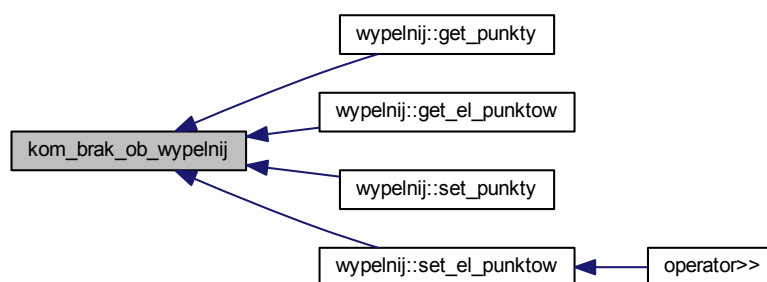 wypelnij::get_punkty
wypelnij::get_el_punktow
kom_brak_ob_wypelnij
wypelnij::set_punkty
wypelnij::set_el_punktow
operator>>